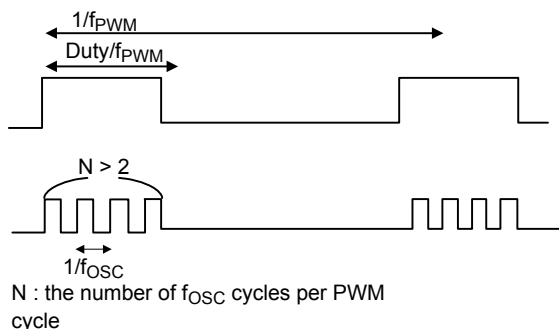 1/fPWM
Duty/fPWM
N > 2
1/fOSC
N : the number of fOSC cycles per PWM
cycle